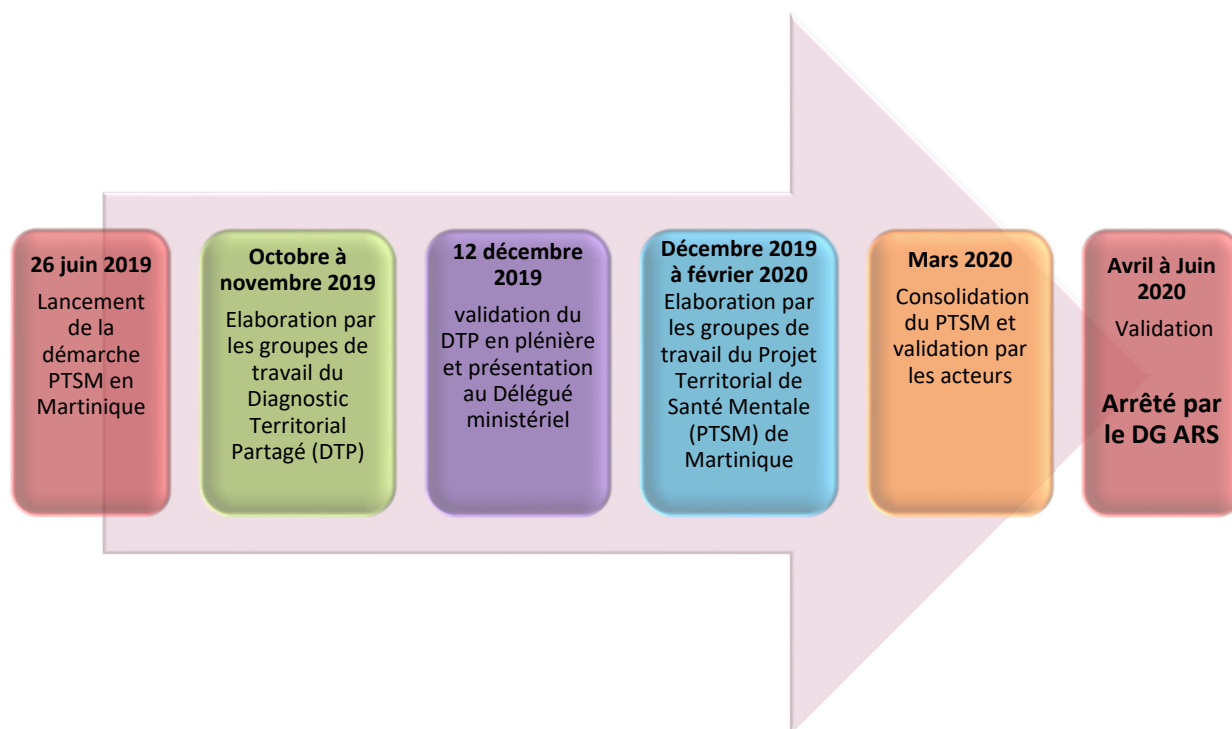 26 juin 2019
Lancement
de la
démarche
PTSM en
Martinique
Octobre à
novembre 2019
Elaboration par
les groupes de
travail du
Diagnostic
Territorial
Partagé (DTP)
12 décembre
2019
validation du
DTP en plénière
et présentation
au Délégué
ministériel
Décembre 2019
à février 2020
Elaboration par
les groupes de
travail du Projet
Territorial de
Santé Mentale
(PTSM) de
Martinique
Mars 2020
Consolidation
du PTSM et
validation par
les acteurs
Avril à Juin
2020
Validation
Arrêté par
le DG ARS